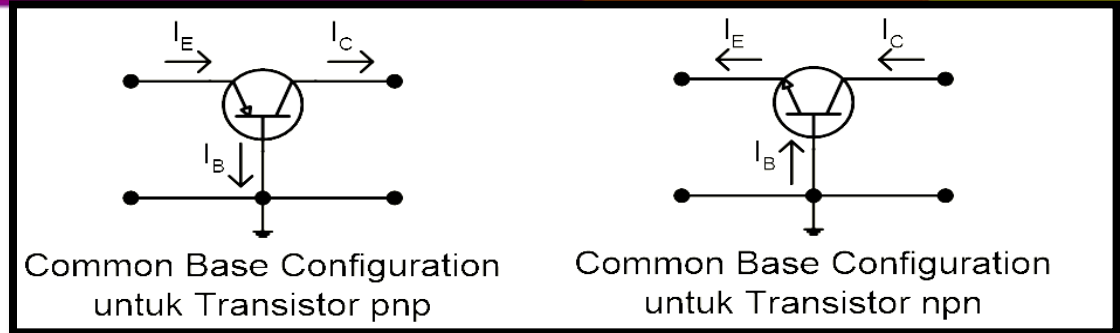 I_E
I_C
I_B
Common Base Configuration
untuk Transistor pnp
I_E
I_C
I_B
Common Base Configuration
untuk Transistor npn